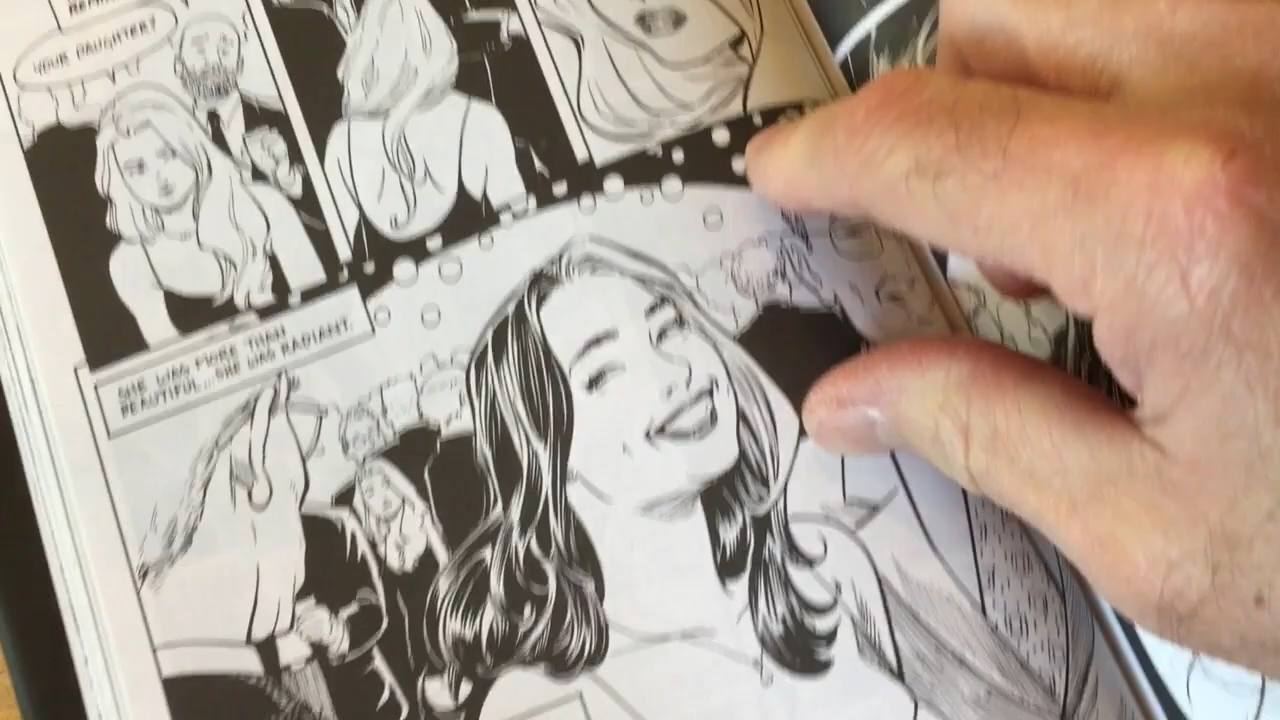 YOUR DAUGHTER?
SHE WAS MORE THAN
BEAUTIFUL...SHE WAS RADIANT.